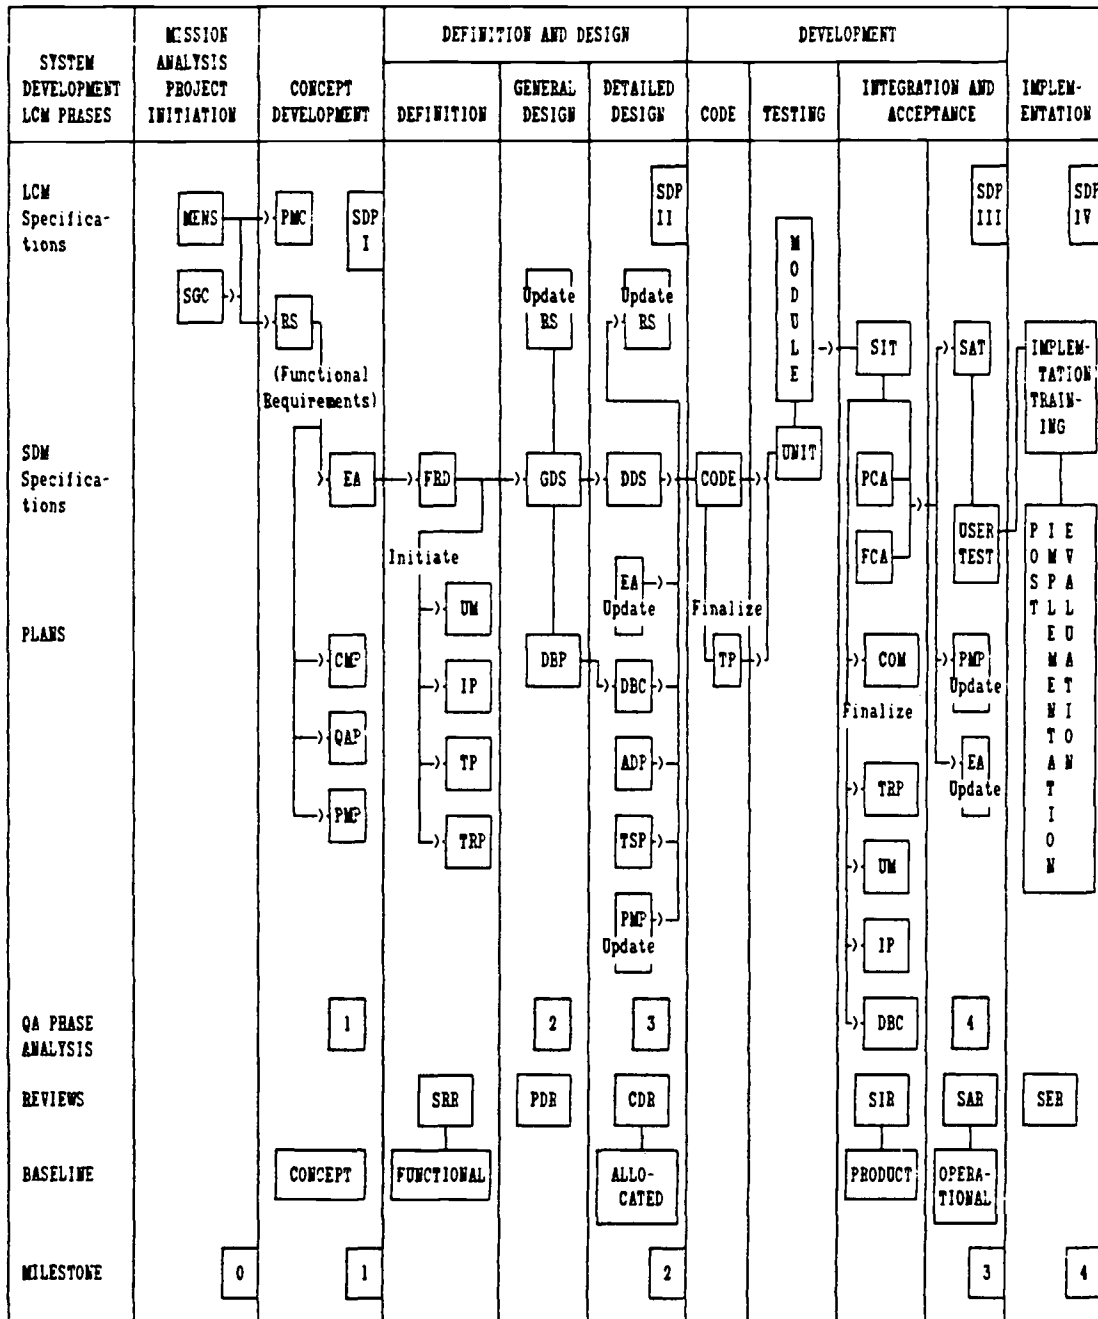 SYSTEM
DEVELOPMENT
LCM PHASES
MISSION
ANALYSIS
PROJECT
INITIATION
CONCEPT
DEVELOPMENT
DEFINITION AND DESIGN
DEFINITION
GENERAL
DESIGN
DETAILED
DESIGN
DEVELOPMENT
CODE
TESTING
INTEGRATION AND
ACCEPTANCE
IMPLEM-
ENTATION
LCM
Specifica-
tions
MENS
PMC
SDP
I
SDP
II
SDP
III
SDP
IV
SGC
RS
Update
RS
Update
RS
MODULE
SIT
SAT
IMPLEM-
TATION
TRAIN-
ING
(Functional
Requirements)
SDM
Specifica-
tions
EA
FRD
GDS
DDS
CODE
UNIT
PCA
FCA
USER
TEST
POST
IMPLEMENTATION
EVALUATION
Initiate
EA
Update
Finalize
PLANS
UM
CMP
IP
DBP
DBC
TP
COM
Finalize
PMP
Update
QAP
TP
ADP
TRP
EA
Update
PMP
TRP
TSP
UM
PMP
Update
IP
QA PHASE
ANALYSIS
1
2
3
DBC
4
REVIEWS
SRR
PDR
CDR
SIR
SAR
SER
BASELINE
CONCEPT
FUNCTIONAL
ALLO-
CATED
PRODUCT
OPERA-
TIONAL
MILESTONE
0
1
2
3
4